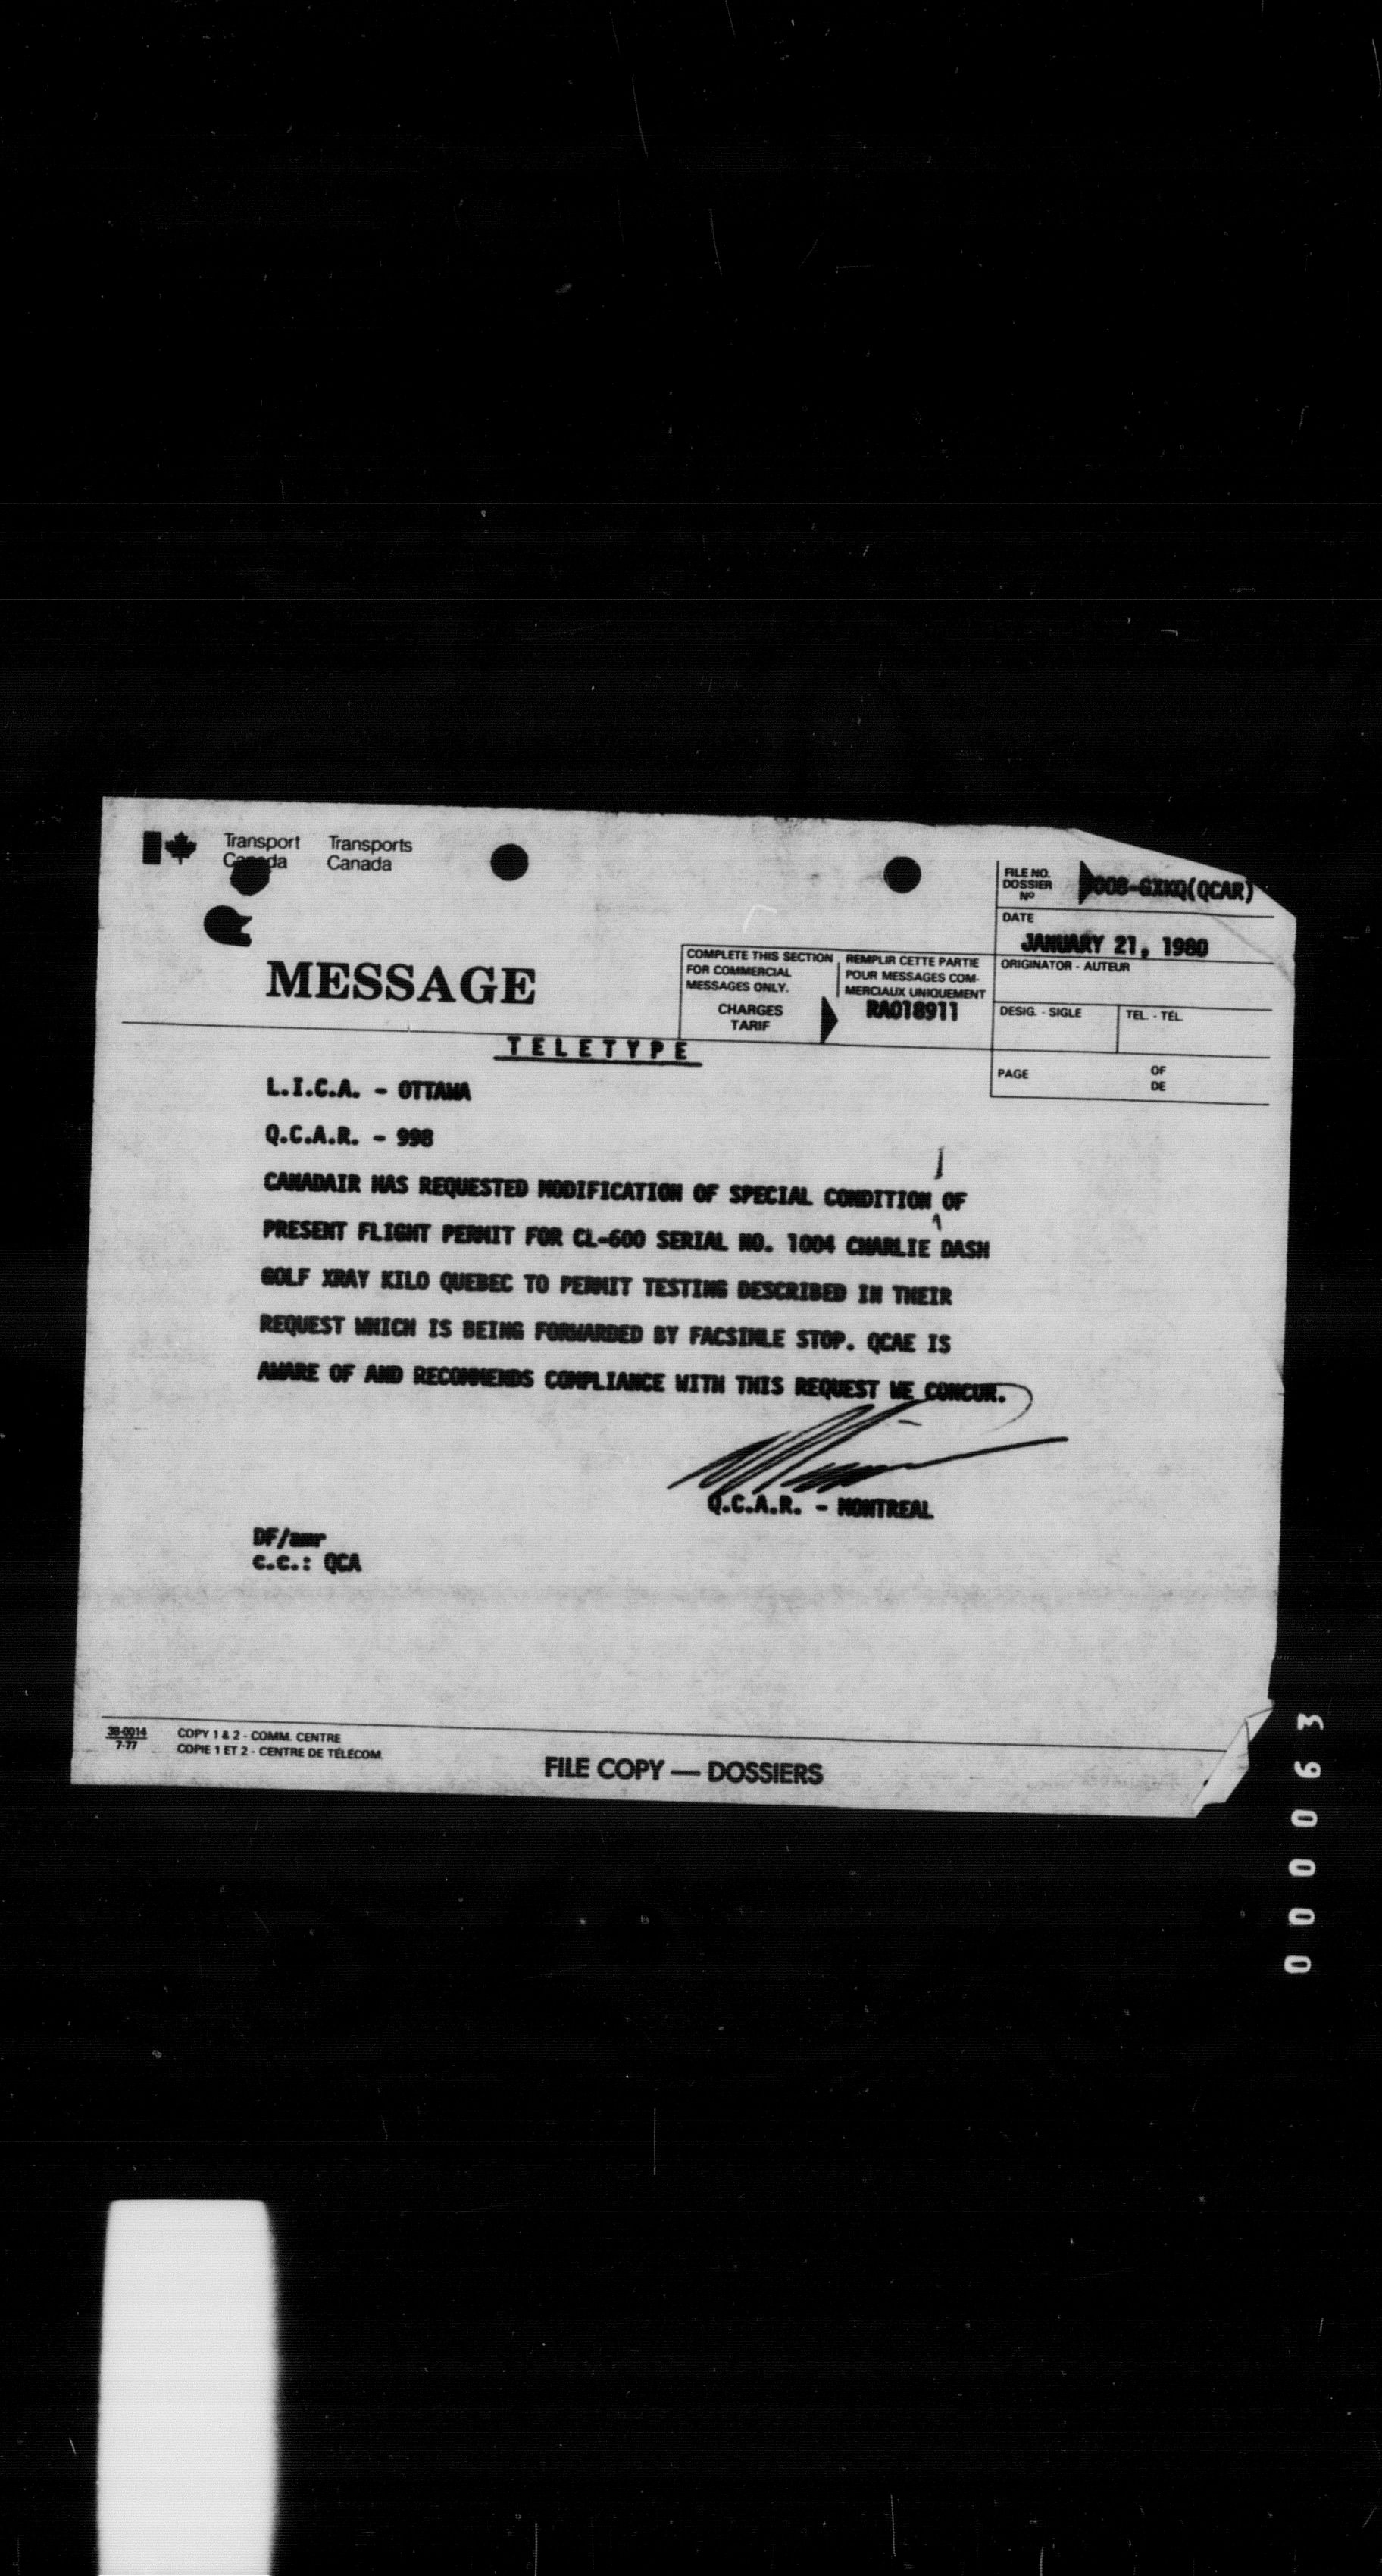 Transport Transports
Canada Canada
FILE NO.
DOSSIER
Nº
008-GXKQ(QCAR)
DATE
JANUARY 21, 1980
MESSAGE
COMPLETE THIS SECTION
FOR COMMERCIAL
MESSAGES ONLY.
REMPLIR CETTE PARTIE
POUR MESSAGES COM-
MERCIAUX UNIQUEMENT
CHARGES
TARIF
RA018911
ORIGINATOR - AUTEUR
DESIG. - SIGLE
TEL. - TÉL.
PAGE
OF
DE
TELETYPE
L.I.C.A. - OTTAWA
Q.C.A.R. - 998
1
CANADAIR HAS REQUESTED MODIFICATION OF SPECIAL CONDITION OF
PRESENT FLIGHT PERMIT FOR CL-600 SERIAL NO. 1004 CHARLIE DASH
GOLF XRAY KILO QUEBEC TO PERMIT TESTING DESCRIBED IN THEIR
REQUEST WHICH IS BEING FORWARDED BY FACSIMLE STOP. QCAE IS
AWARE OF AND RECOMMENDS COMPLIANCE WITH THIS REQUEST WE CONCUR.
Q.C.A.R. - MONTREAL
DF/amr
c.c.: QCA
38-0014
7-77
COPY 1 & 2 - COMM. CENTRE
COPIE 1 ET 2 - CENTRE DE TÉLÉCOM.
FILE COPY — DOSSIERS
000063